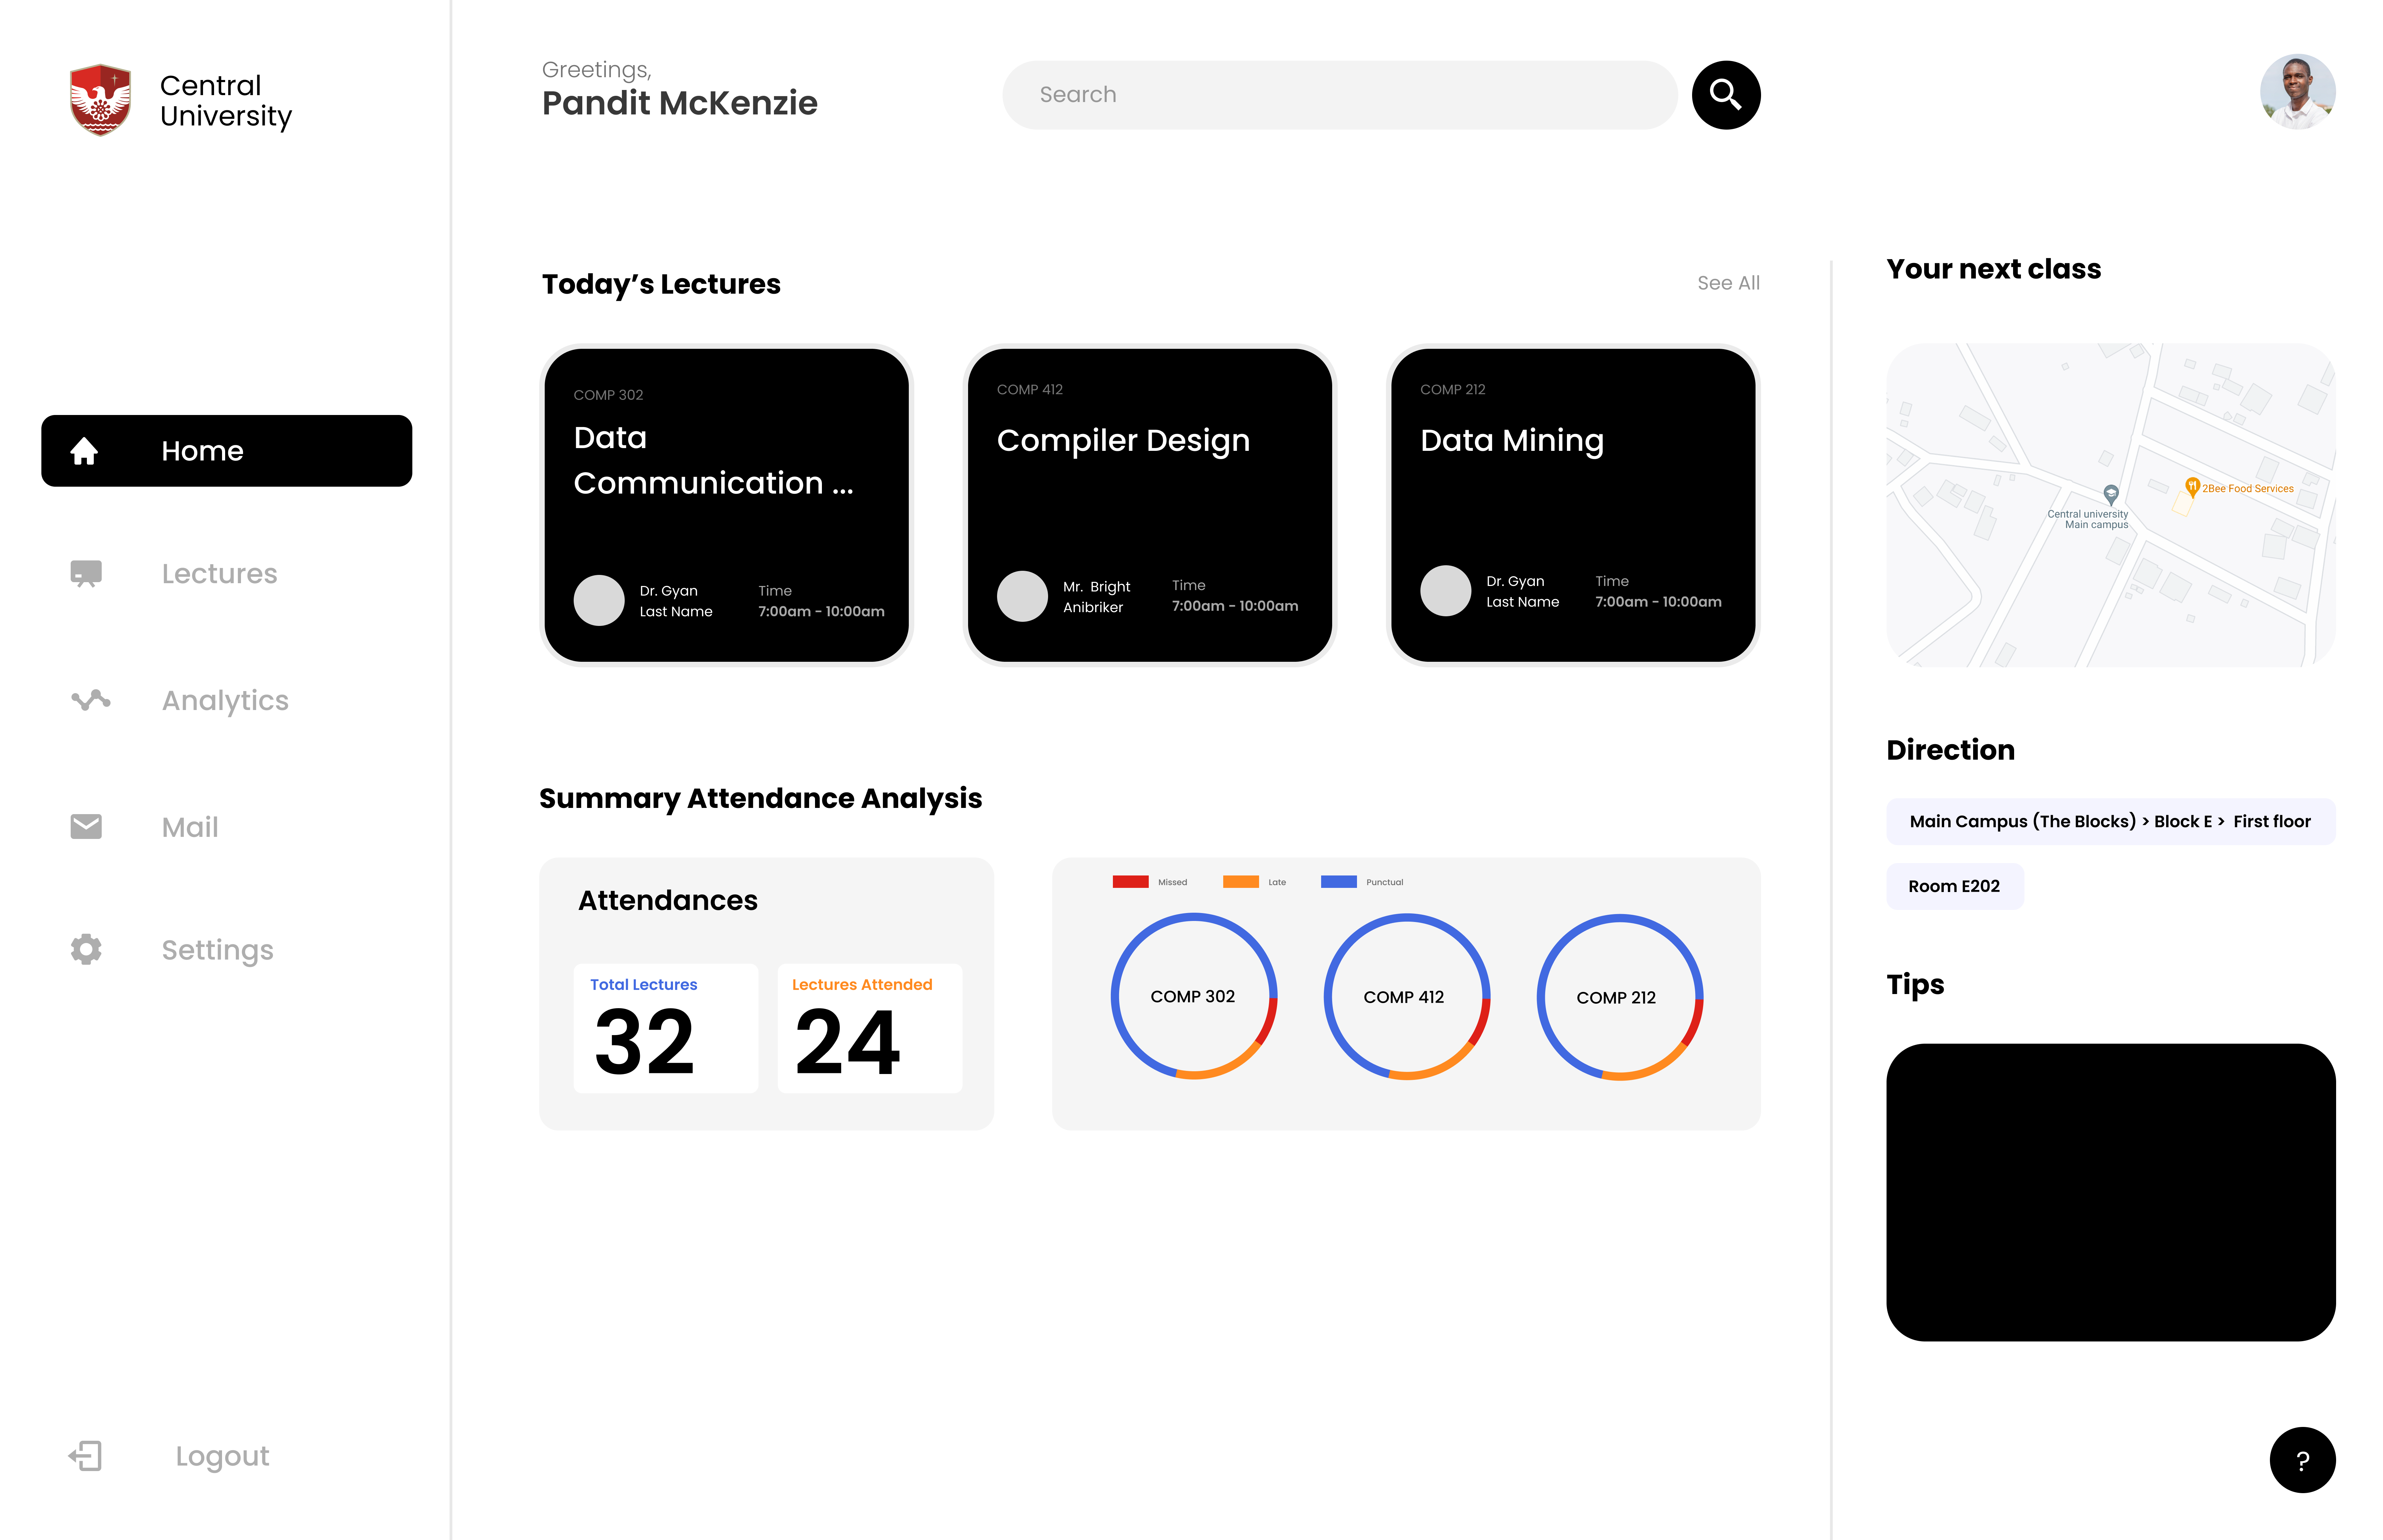 Central
University
Home
Lectures
Analytics
Mail
Settings
Logout
Greetings,
Pandit McKenzie
Search
Today’s Lectures
See All
COMP 302
Data
Communication ...
Dr. Gyan
Last Name
Time
7:00am - 10:00am
COMP 412
Compiler Design
Mr.  Bright
Anibriker
Time
7:00am - 10:00am
COMP 212
Data Mining
Dr. Gyan
Last Name
Time
7:00am - 10:00am
Summary Attendance Analysis
Attendances
Total Lectures
32
Lectures Attended
24
Missed
Late
Punctual
COMP 302
COMP 412
COMP 212
Your next class
2Bee Food Services
Central university
Main campus
Direction
Main Campus (The Blocks) > Block E >  First floor
Room E202
Tips
?